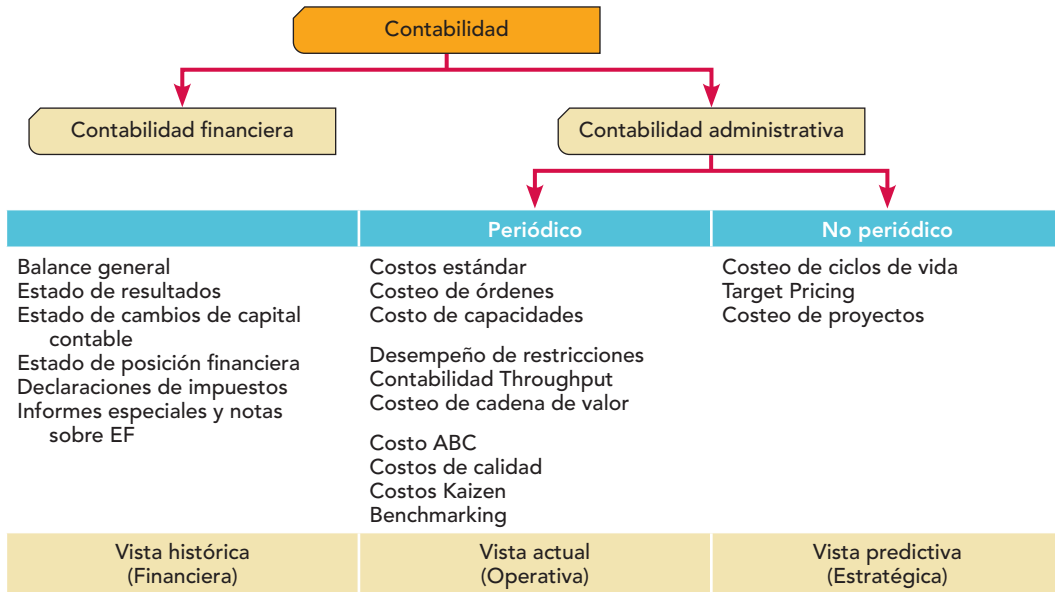 Contabilidad
Contabilidad financiera
Contabilidad administrativa
Periódico
No periódico
Balance general
Estado de resultados
Estado de cambios de capital
contable
Estado de posición financiera
Declaraciones de impuestos
Informes especiales y notas
sobre EF
Costos estándar
Costeo de órdenes
Costo de capacidades
Desempeño de restricciones
Contabilidad Throughput
Costeo de cadena de valor
Costo ABC
Costos de calidad
Costos Kaizen
Benchmarking
Costeo de ciclos de vida
Target Pricing
Costeo de proyectos
Vista histórica
(Financiera)
Vista actual
(Operativa)
Vista predictiva
(Estratégica)